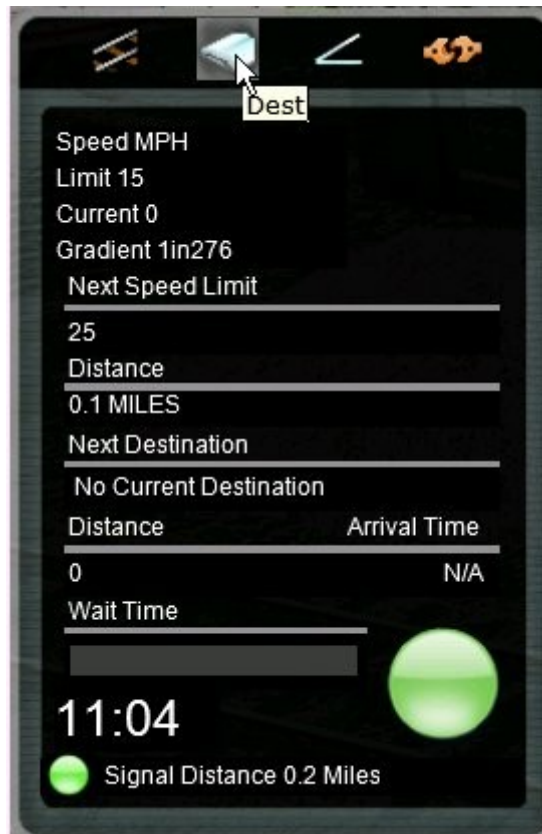 Dest
Speed MPH
Limit 15
Current 0
Gradient 1in276
Next Speed Limit
25
Distance
0.1 MILES
Next Destination
No Current Destination
Distance Arrival Time
0 N/A
Wait Time
11:04
Signal Distance 0.2 Miles